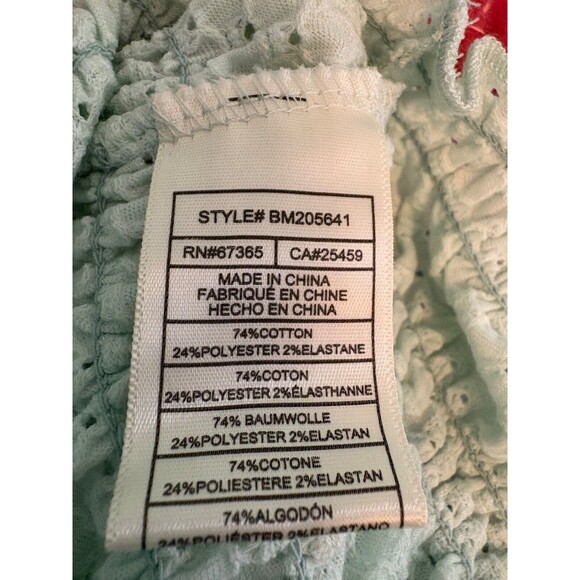 STYLE# BM205641
RN#67365 CA#25459
MADE IN CHINA
FABRIQUÉ EN CHINE
HECHO EN CHINA
74%COTTON
24%POLYESTER 2%ELASTANE
74%COTON
24%POLYESTER 2%ÉLASTHANNE
74% BAUMWOLLE
24%POLYESTER 2%ELASTAN
74%COTONE
24%POLIESTERE 2%ELASTAN
74%ALGODÓN
2%ELASTANO